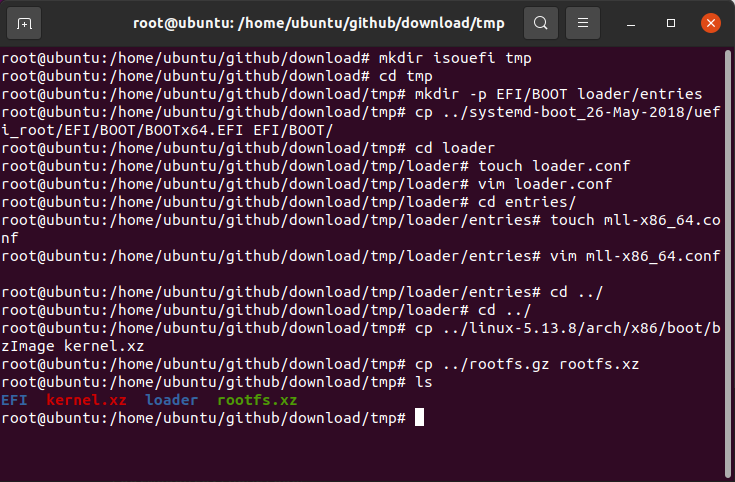 root@ubuntu: /home/ubuntu/github/download/tmp
root@ubuntu:/home/ubuntu/github/download# mkdir isouefi tmp
root@ubuntu:/home/ubuntu/github/download# cd tmp
root@ubuntu:/home/ubuntu/github/download/tmp# mkdir -p EFI/BOOT loader/entries
root@ubuntu:/home/ubuntu/github/download/tmp# cp ../systemd-boot_26-May-2018/uef
i_root/EFI/BOOT/BOOTx64.EFI EFI/BOOT/
root@ubuntu:/home/ubuntu/github/download/tmp# cd loader
root@ubuntu:/home/ubuntu/github/download/tmp/loader# touch loader.conf
root@ubuntu:/home/ubuntu/github/download/tmp/loader# vim loader.conf
root@ubuntu:/home/ubuntu/github/download/tmp/loader# cd entries/
root@ubuntu:/home/ubuntu/github/download/tmp/loader/entries# touch mll-x86_64.co
nf
root@ubuntu:/home/ubuntu/github/download/tmp/loader/entries# vim mll-x86_64.conf
root@ubuntu:/home/ubuntu/github/download/tmp/loader/entries# cd ../
root@ubuntu:/home/ubuntu/github/download/tmp/loader# cd ../
root@ubuntu:/home/ubuntu/github/download/tmp# cp ../linux-5.13.8/arch/x86/boot/b
zImage kernel.xz
root@ubuntu:/home/ubuntu/github/download/tmp# cp ../rootfs.gz rootfs.xz
root@ubuntu:/home/ubuntu/github/download/tmp# ls
EFI kernel.xz loader rootfs.xz
root@ubuntu:/home/ubuntu/github/download/tmp#